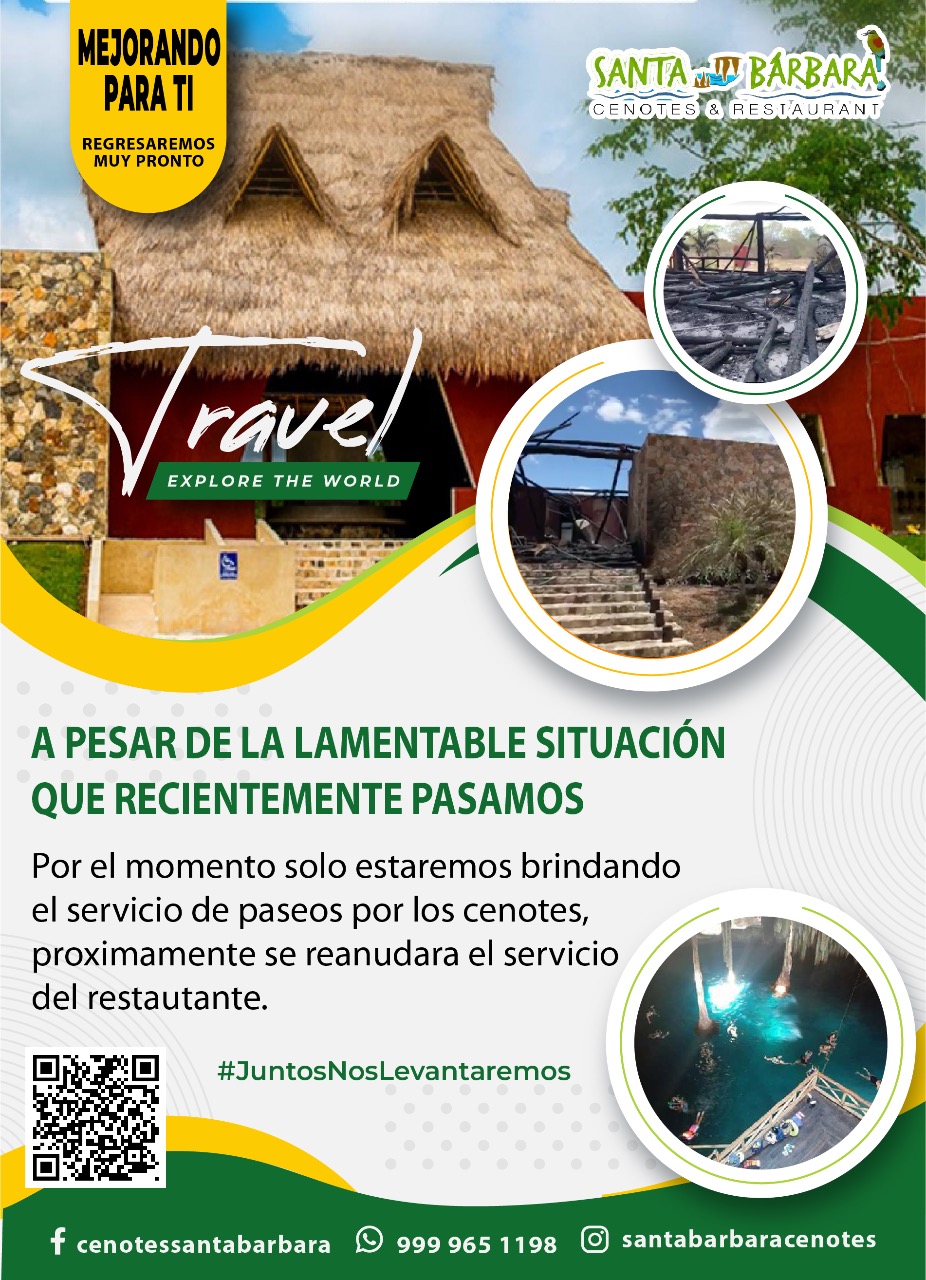 MEJORANDO
PARA TI
REGRESAREMOS
MUY PRONTO
SANTA BÁRBARA
CENOTES & RESTAURANT
Travel
EXPLORE THE WORLD
A PESAR DE LA LAMENTABLE SITUACIÓN
QUE RECIENTEMENTE PASAMOS
Por el momento solo estaremos brindando
el servicio de paseos por los cenotes,
proximamente se reanudara el servicio
del restautante.
#JuntosNosLevantaremos
cenotessantabarbara
999 965 1198
santabarbaracenotes